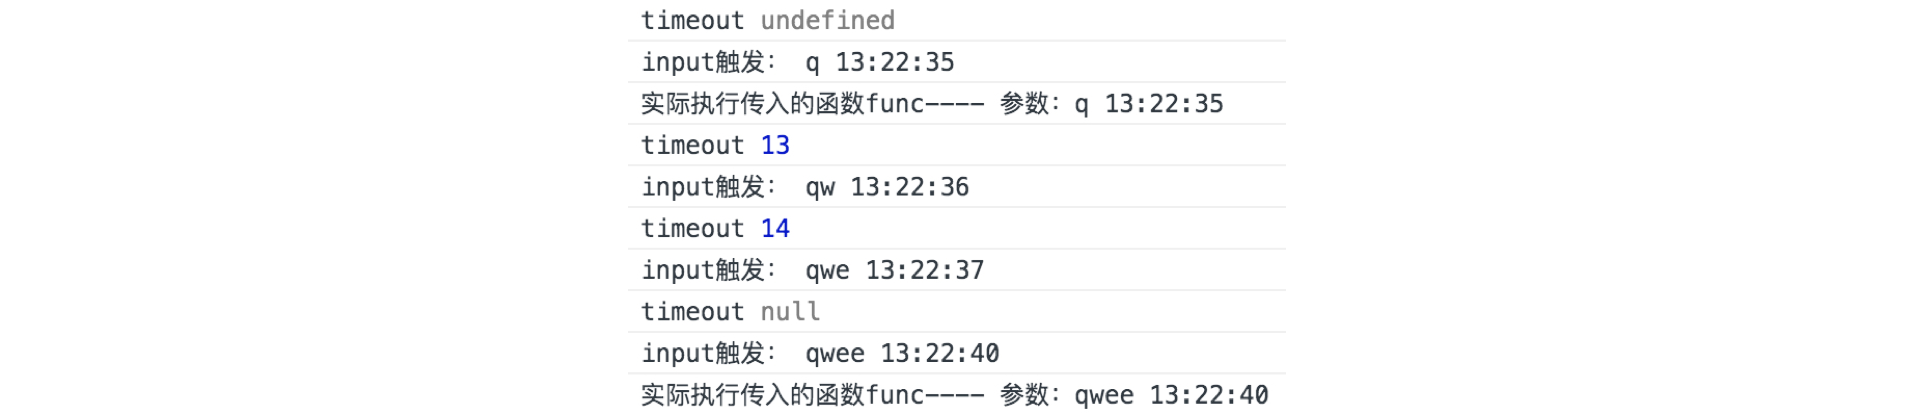 timeout undefined
input触发： q 13:22:35
实际执行传入的函数func---- 参数：q 13:22:35
timeout 13
input触发： qw 13:22:36
timeout 14
input触发： qwe 13:22:37
timeout null
input触发： qwee 13:22:40
实际执行传入的函数func---- 参数：qwee 13:22:40